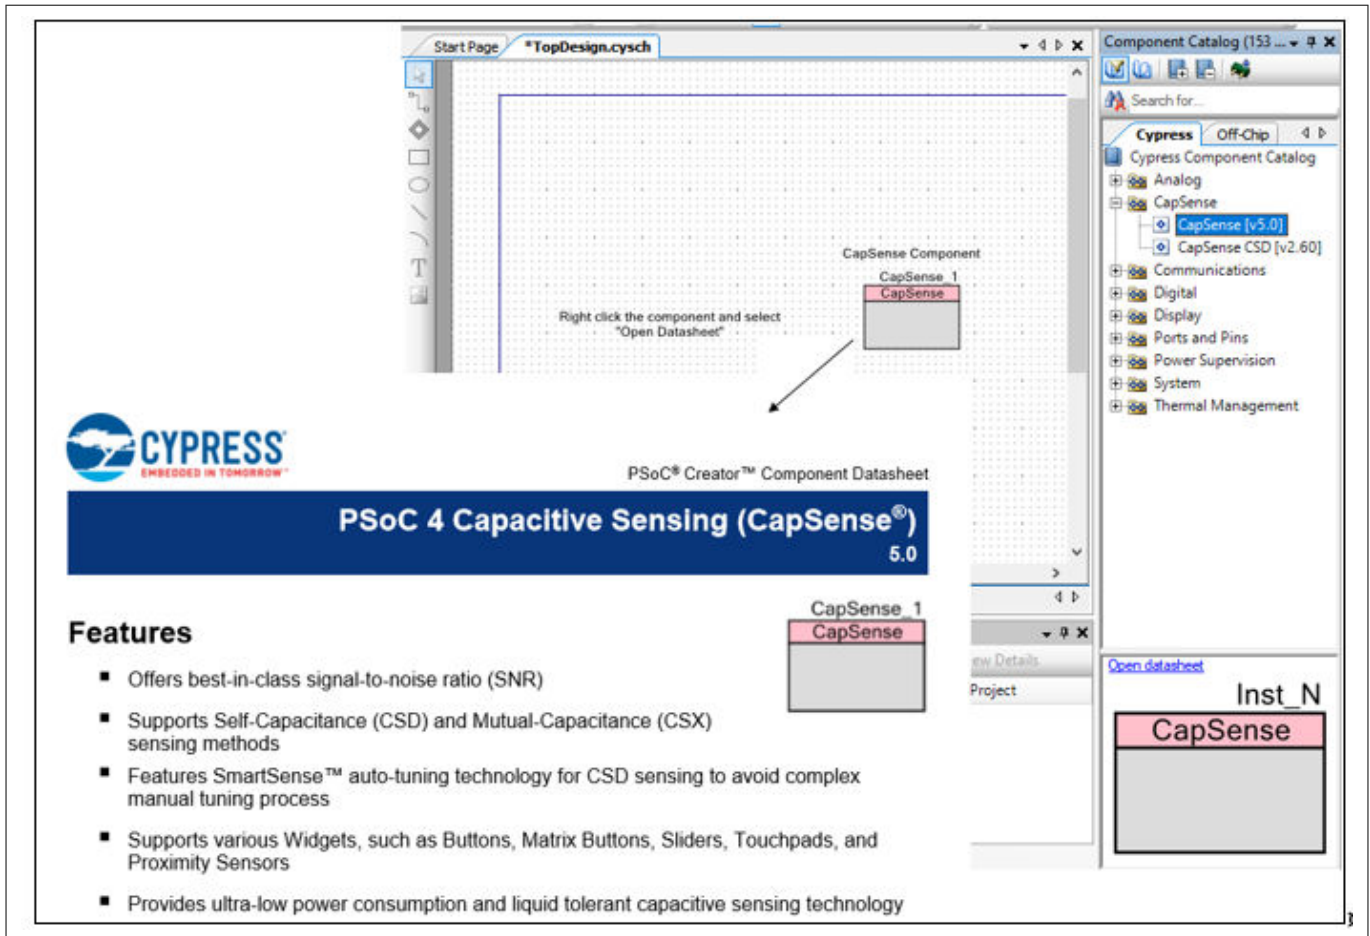 Start Page
*TopDesign.cysch
Component Catalog (153 ...
Search for...
Cypress
Off-Chip
Cypress Component Catalog
Analog
CapSense
CapSense [v5.0]
CapSense CSD [v2.60]
Communications
Digital
Display
Ports and Pins
Power Supervision
System
Thermal Management
CapSense Component
CapSense_1
CapSense
Right click the component and select
"Open Datasheet"
T
CYPRESS
EMBEDDED IN TOMORROW™
PSoC® Creator™ Component Datasheet
PSoC 4 Capacitive Sensing (CapSense®)
5.0
Features
CapSense_1
CapSense
■ Offers best-in-class signal-to-noise ratio (SNR)
■ Supports Self-Capacitance (CSD) and Mutual-Capacitance (CSX)
sensing methods
■ Features SmartSense™ auto-tuning technology for CSD sensing to avoid complex
manual tuning process
■ Supports various Widgets, such as Buttons, Matrix Buttons, Sliders, Touchpads, and
Proximity Sensors
■ Provides ultra-low power consumption and liquid tolerant capacitive sensing technology
ew Details
Project
Open datasheet
Inst_N
CapSense